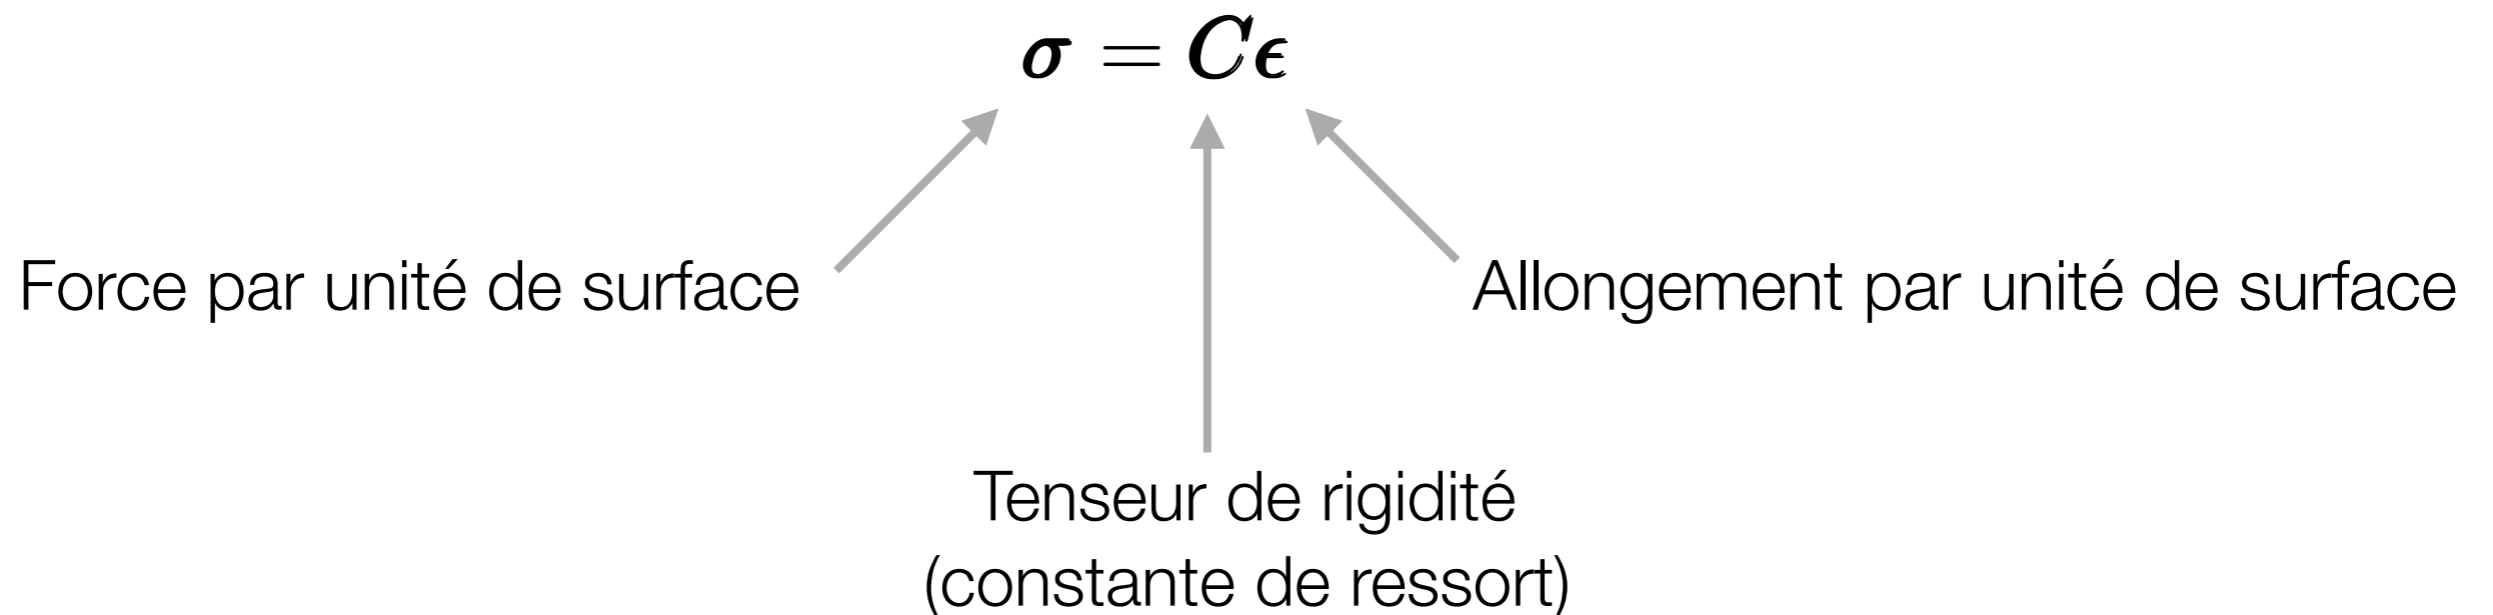 σ = Cϵ
Force par unité de surface
Allongement par unité de surface
Tenseur de rigidité
(constante de ressort)